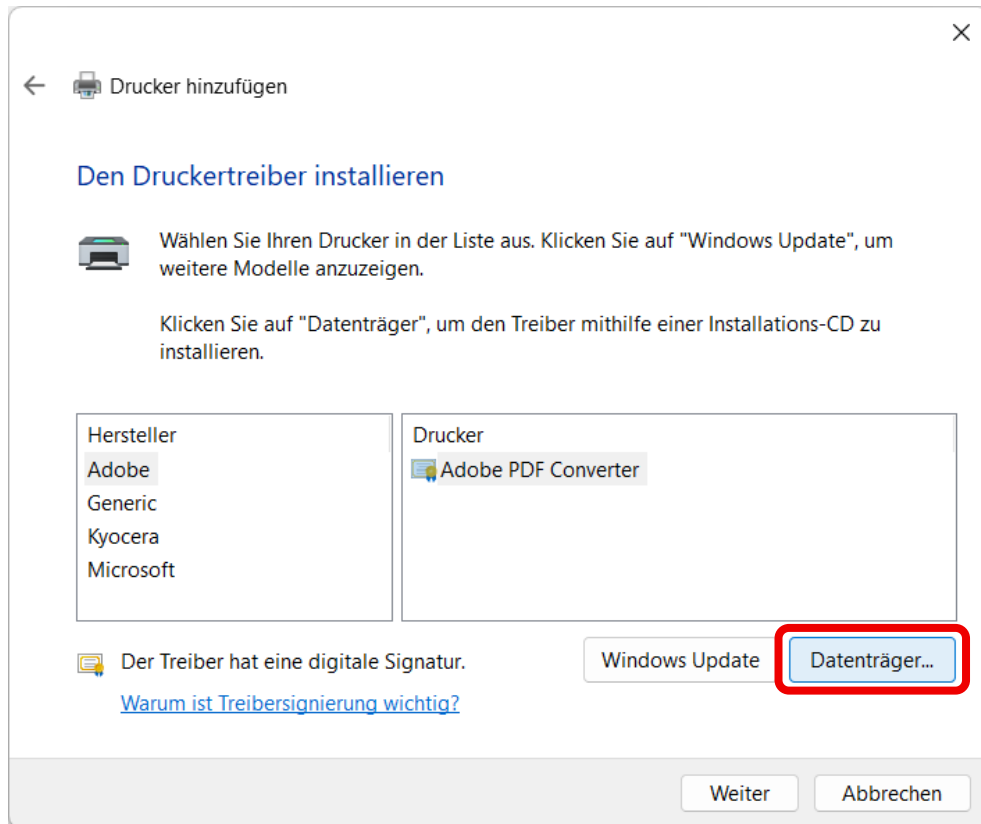 Drucker hinzufügen
Den Druckertreiber installieren
Wählen Sie Ihren Drucker in der Liste aus. Klicken Sie auf "Windows Update", um
weitere Modelle anzuzeigen.
Klicken Sie auf "Datenträger", um den Treiber mithilfe einer Installations-CD zu
installieren.
Hersteller
Adobe
Generic
Kyocera
Microsoft
Drucker
Adobe PDF Converter
Der Treiber hat eine digitale Signatur.
Warum ist Treibersignierung wichtig?
Windows Update
Datenträger...
Weiter
Abbrechen